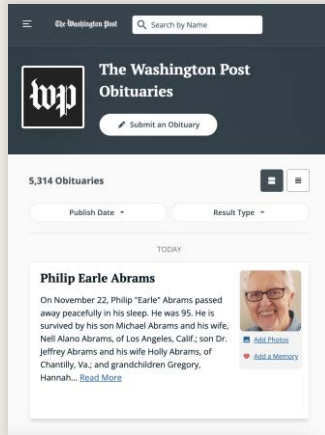 The Washington Post
Search by Name
wp
The Washington Post
Obituaries
Submit an Obituary
5,314 Obituaries
Publish Date
Result Type
TODAY
Philip Earle Abrams
On November 22, Philip "Earle" Abrams passed
away peacefully in his sleep. He was 95. He is
survived by his son Michael Abrams and his wife,
Nell Alano Abrams, of Los Angeles, Calif.; son Dr.
Jeffrey Abrams and his wife Holly Abrams, of
Chantilly, Va.; and grandchildren Gregory,
Hannah... Read More
Add Photos
Add a Memory